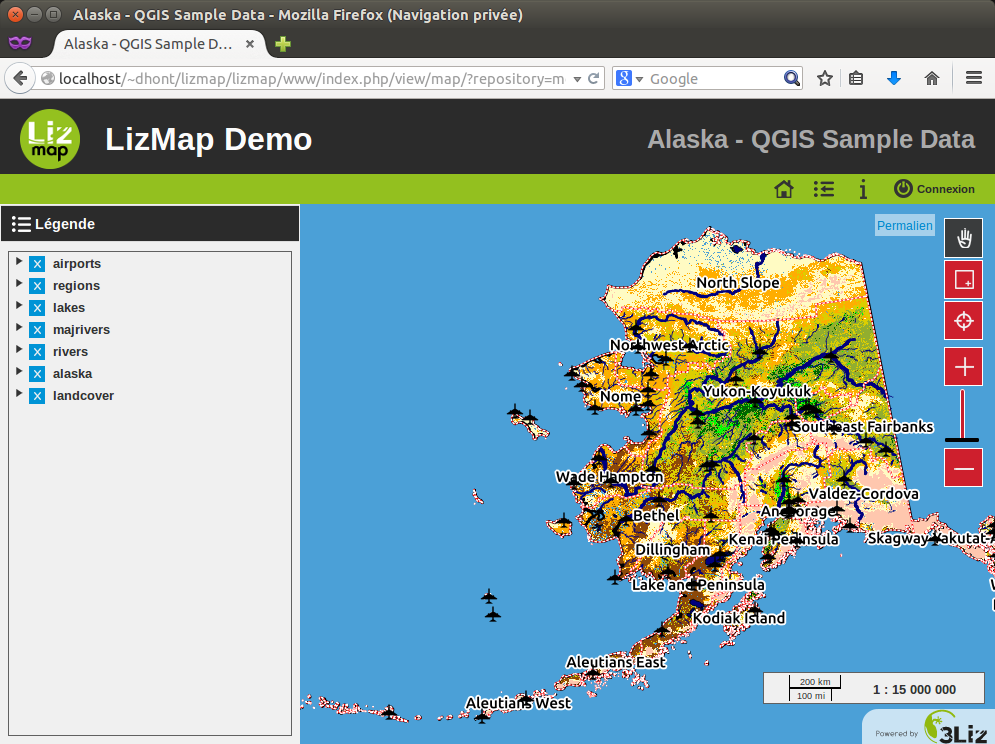 Alaska - QGIS Sample Data - Mozilla Firefox (Navigation privée)
Alaska - QGIS Sample D...
localhost/~dhont/lizmap/lizmap/www/index.php/view/map/?repository=m
Google
Liz
map
LizMap Demo
Alaska - QGIS Sample Data
Connexion
Légende
Permalien
airports
regions
lakes
majrivers
rivers
alaska
landcover
North Slope
Northwest Arctic
Nome
Yukon-Koyukuk
Southeast Fairbanks
Wade Hampton
Valdez-Cordova
Bethel
Anchorage
Kenai Peninsula
Skagway-Yakutat-
Dillingham
Lake and Peninsula
Kodiak Island
Aleutians East
Aleutians West
200 km
100 mi
1 : 15 000 000
Powered by
3Liz